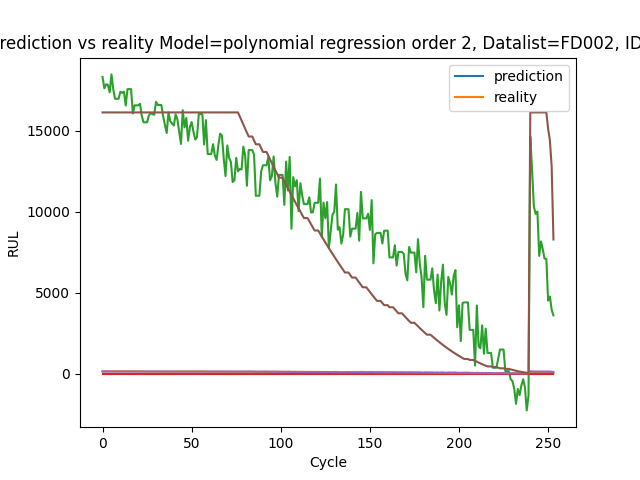 rediction vs reality Model=polynomial regression order 2, Datalist=FD002, ID
prediction
reality
RUL
15000
10000
5000
0
0 50 100 150 200 250
Cycle